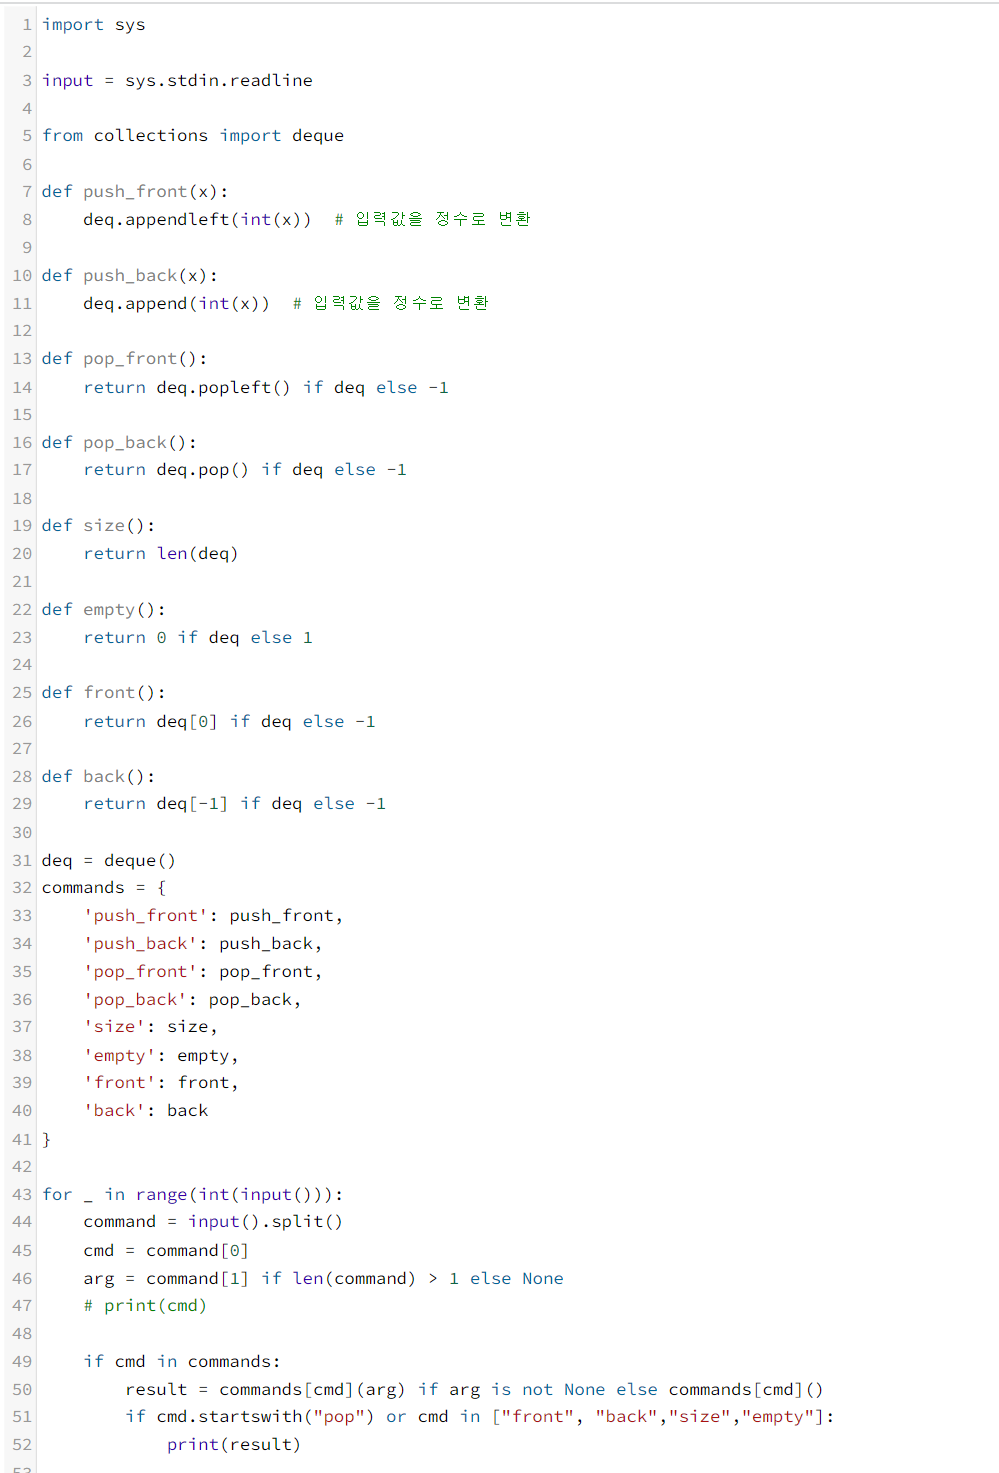 1 import sys
2
3 input = sys.stdin.readline
4
5 from collections import deque
6
7 def push_front(x):
8     deq.appendleft(int(x))  # 입력값을 정수로 변환
9
10 def push_back(x):
11     deq.append(int(x))  # 입력값을 정수로 변환
12
13 def pop_front():
14     return deq.popleft() if deq else -1
15
16 def pop_back():
17     return deq.pop() if deq else -1
18
19 def size():
20     return len(deq)
21
22 def empty():
23     return 0 if deq else 1
24
25 def front():
26     return deq[0] if deq else -1
27
28 def back():
29     return deq[-1] if deq else -1
30
31 deq = deque()
32 commands = {
33     'push_front': push_front,
34     'push_back': push_back,
35     'pop_front': pop_front,
36     'pop_back': pop_back,
37     'size': size,
38     'empty': empty,
39     'front': front,
40     'back': back
41 }
42
43 for _ in range(int(input())):
44     command = input().split()
45     cmd = command[0]
46     arg = command[1] if len(command) > 1 else None
47     # print(cmd)
48
49     if cmd in commands:
50         result = commands[cmd](arg) if arg is not None else commands[cmd]()
51         if cmd.startswith("pop") or cmd in ["front", "back","size","empty"]:
52             print(result)
53